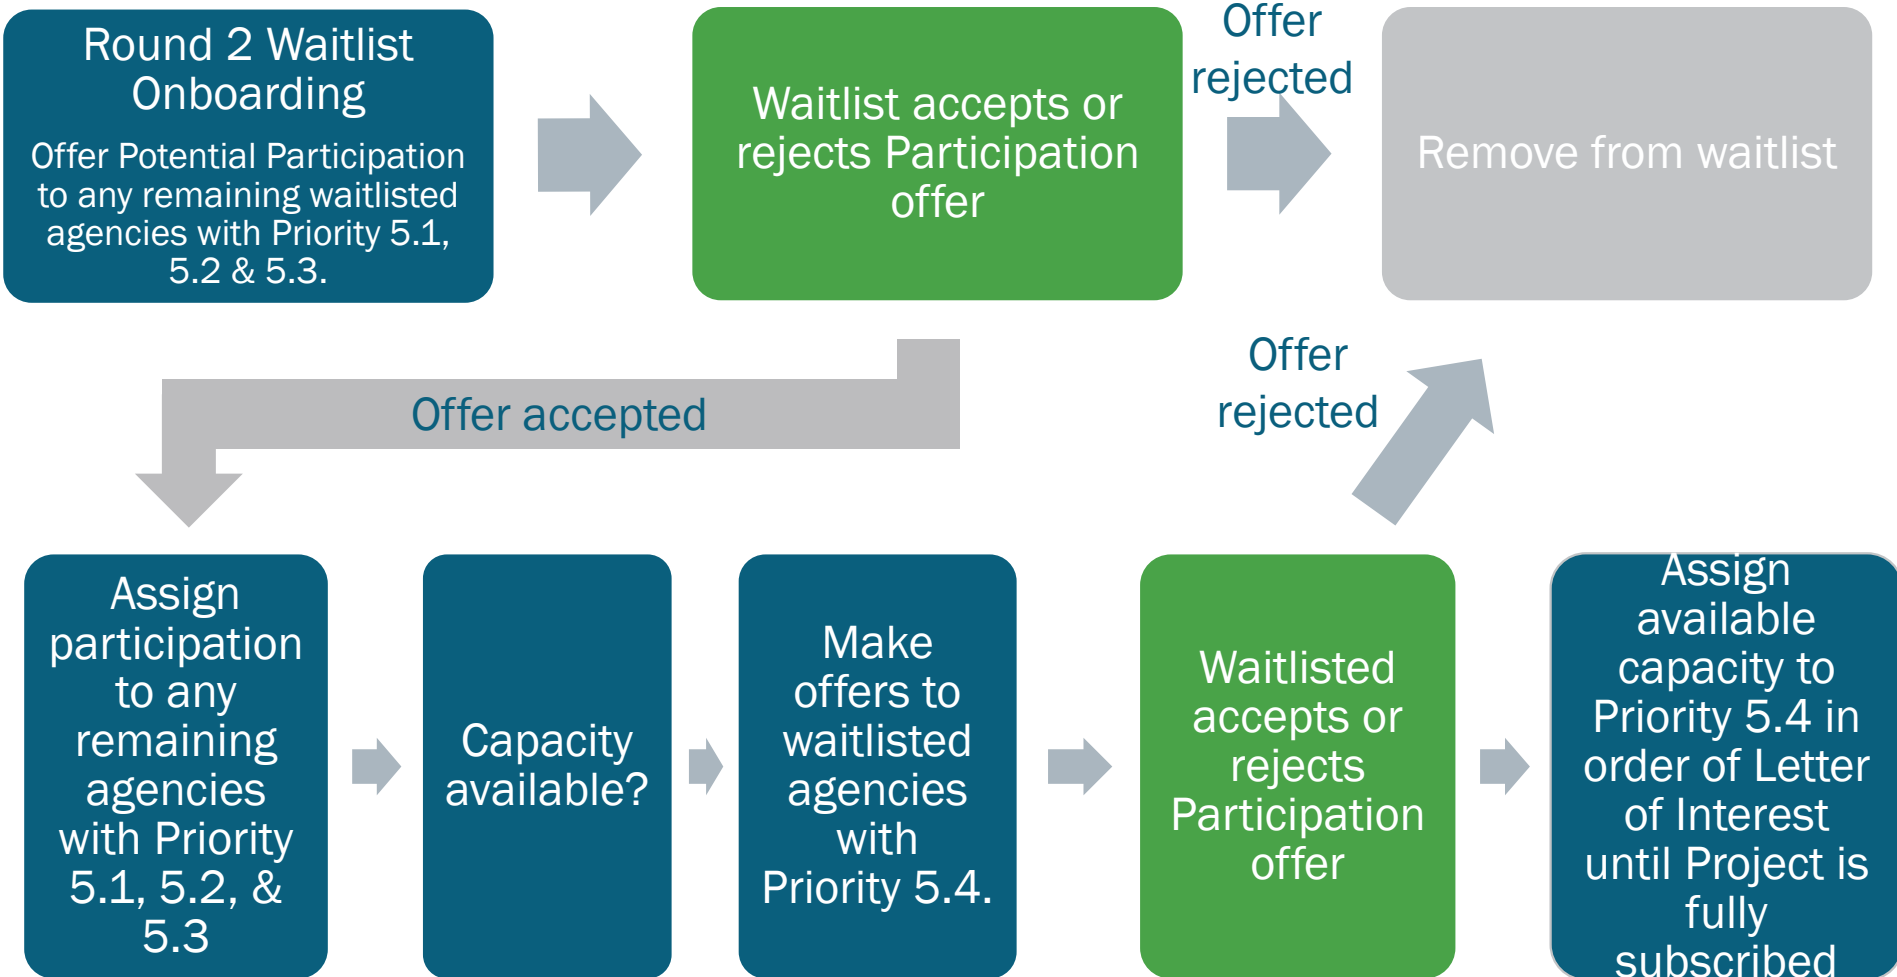 Round 2 Waitlist
Onboarding
Offer Potential Participation
to any remaining waitlisted
agencies with Priority 5.1,
5.2 & 5.3.
Waitlist accepts or
rejects Participation
offer
Offer
rejected
Remove from waitlist
Offer accepted
Offer
rejected
Assign
participation
to any
remaining
agencies
with Priority
5.1, 5.2, &
5.3
Capacity
available?
Make
offers to
waitlisted
agencies
with
Priority 5.4.
Waitlisted
accepts or
rejects
Participation
offer
Assign
available
capacity to
Priority 5.4 in
order of Letter
of Interest
until Project is
fully
subscribed